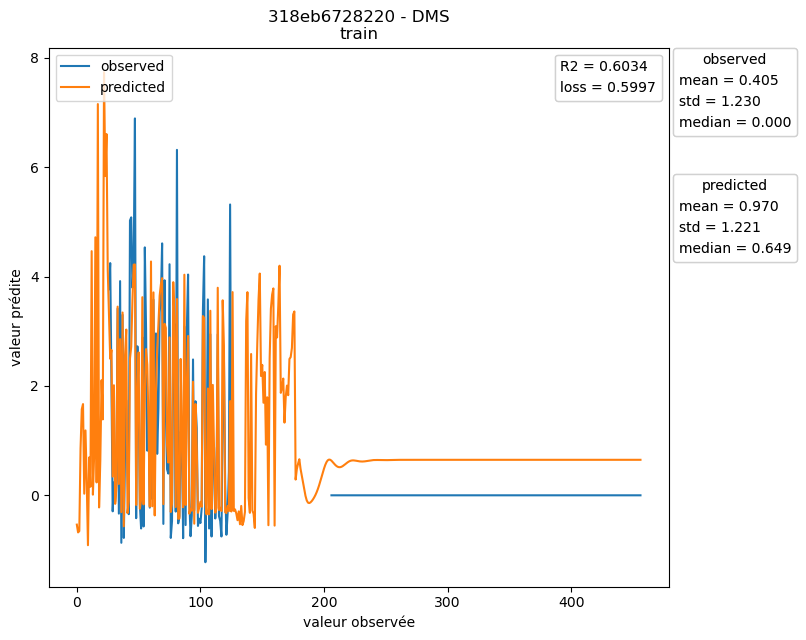 318eb6728220 - DMS
train
observed
predicted
R2 = 0.6034
loss = 0.5997
observed
mean = 0.405
std = 1.230
median = 0.000
predicted
mean = 0.970
std = 1.221
median = 0.649
valeur prédite
8
6
4
2
0
0 100 200 300 400
valeur observée